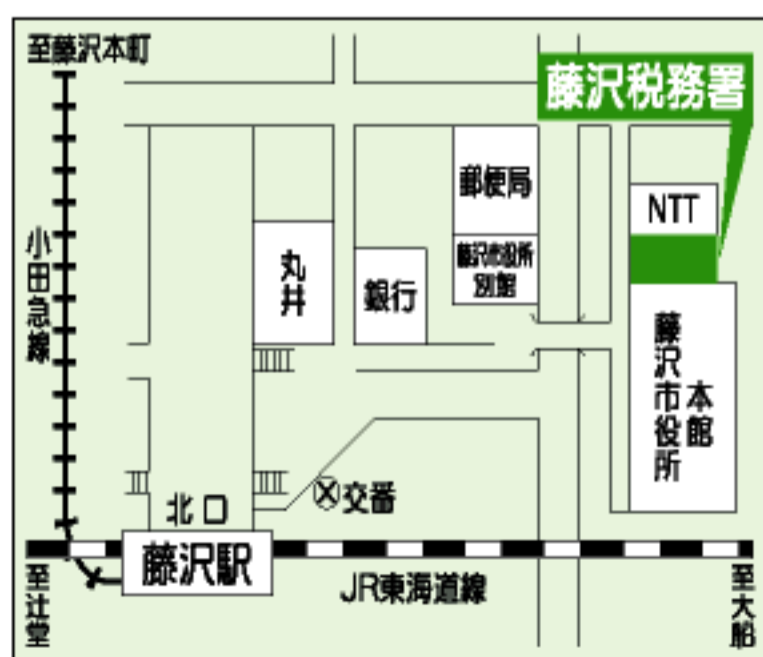 至藤沢本町
藤沢税務署
郵便局
NTT
小田急線
丸井
藤沢市役所
別館
銀行
藤沢市役所
本館
交番
北口
藤沢駅
JR東海道線
至辻堂
至大船